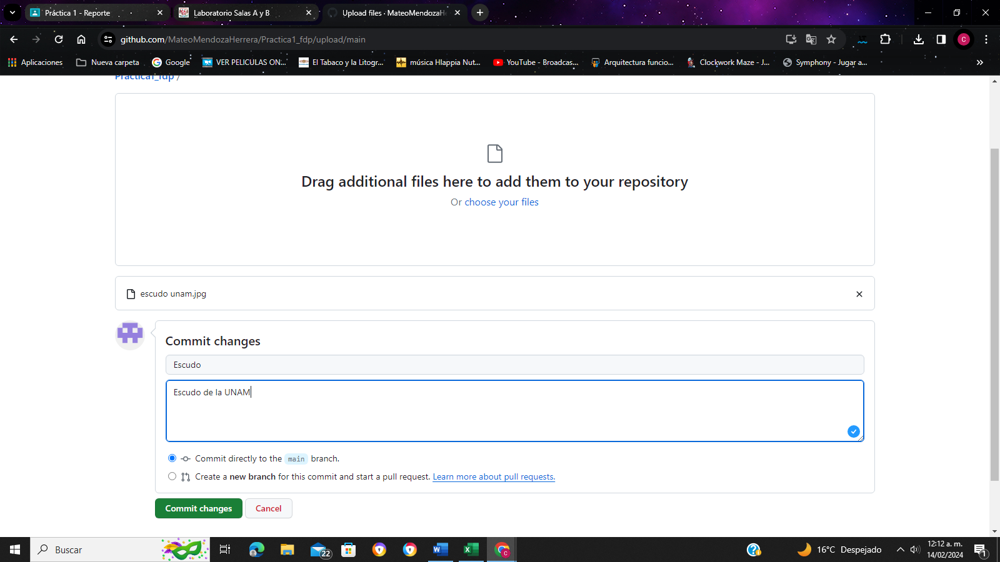 Práctica 1 - Reporte
Laboratorio Salas A y B
Upload files · MateoMendozaHe
github.com/MateoMendozaHerrera/Practica1_fdp/upload/main
C
Aplicaciones
Nueva carpeta
Google
VER PELICULAS ON...
El Tabaco y la Litogr...
música Hlappia Nut...
YouTube - Broadcas...
Arquitectura funcio...
Clockwork Maze - J...
Symphony - Jugar a...
Practica1_fdp /
Drag additional files here to add them to your repository
Or choose your files
escudo unam.jpg
Commit changes
Escudo
Escudo de la UNAM
Commit directly to the main branch.
Create a new branch for this commit and start a pull request. Learn more about pull requests.
Commit changes
Cancel
Buscar
22
16°C Despejado
12:12 a. m.
14/02/2024
1